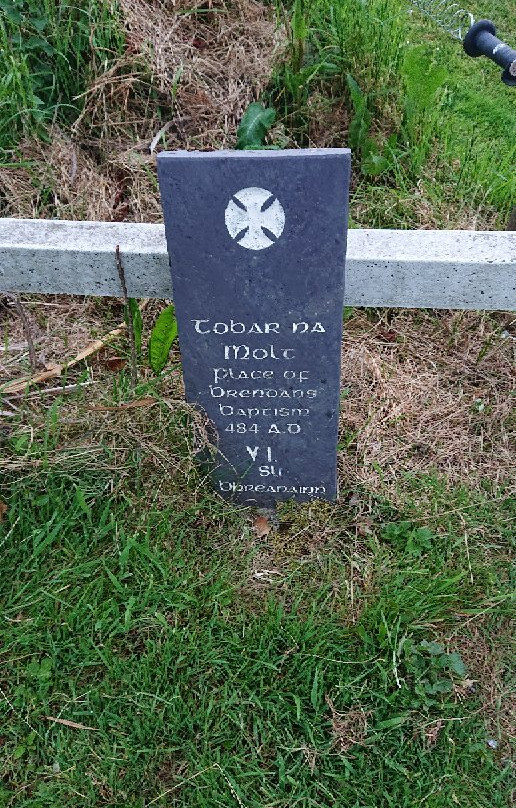 Tobar na
Molt
Place of
Brendans
Baptism
484 A.D
VI
Slí
Bhreanainn